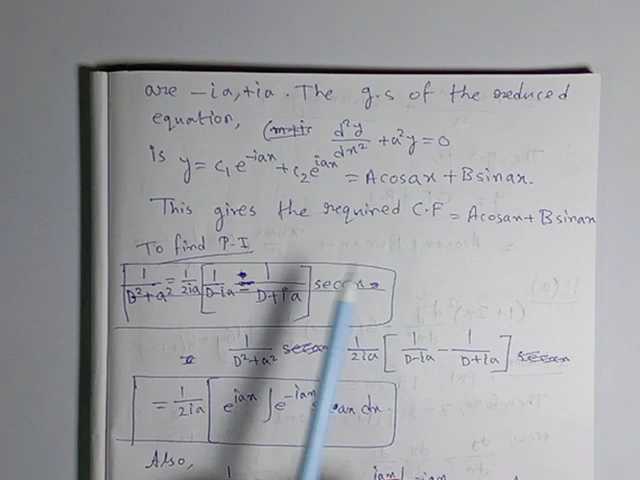 are -ia, +ia. The g.s of the reduced
equation, d²y/dx² + a²y = 0
is y = C₁e^-iax + C₂e^iax = Acosax + Bsinax.
This gives the required C.F = Acosax + Bsinax
To find P.I
1/D²+a² = 1/2ia [1/D-ia - 1/D+ia] secax
1/D²+a² 1/2ia [1/D-ia - 1/D+ia] secax
= 1/2ia e^iax ∫ e^-iax dx.
Also,